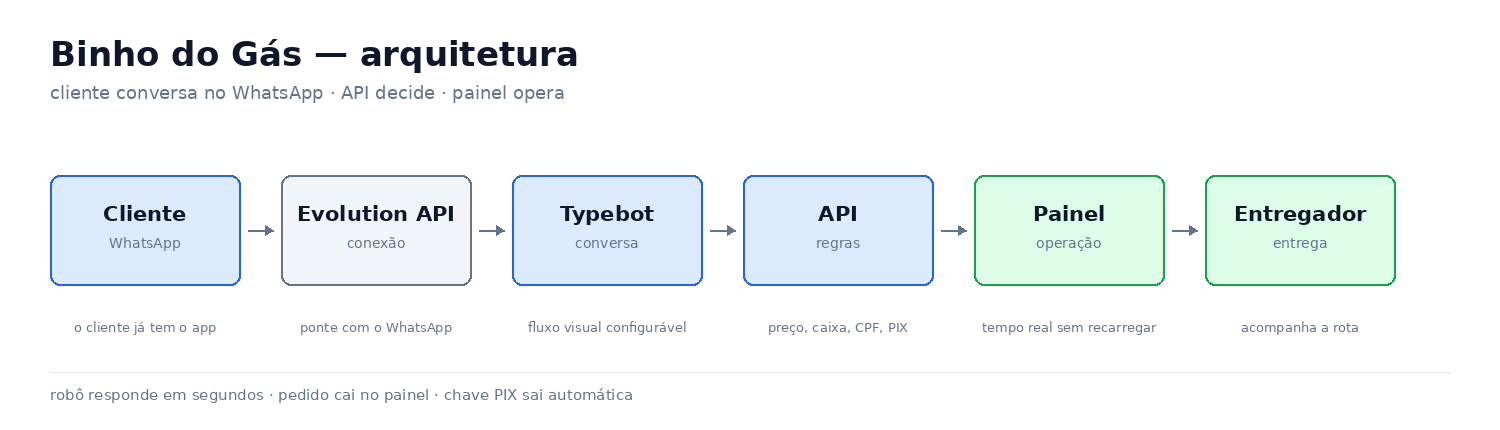 Binho do Gás — arquitetura
cliente conversa no WhatsApp · API decide · painel opera
Cliente
WhatsApp
Evolution API
conexão
Typebot
conversa
API
regras
Painel
operação
Entregador
entrega
o cliente já tem o app
ponte com o WhatsApp
fluxo visual configurável
preço, caixa, CPF, PIX
tempo real sem recarregar
acompanha a rota
robô responde em segundos · pedido cai no painel · chave PIX sai automática